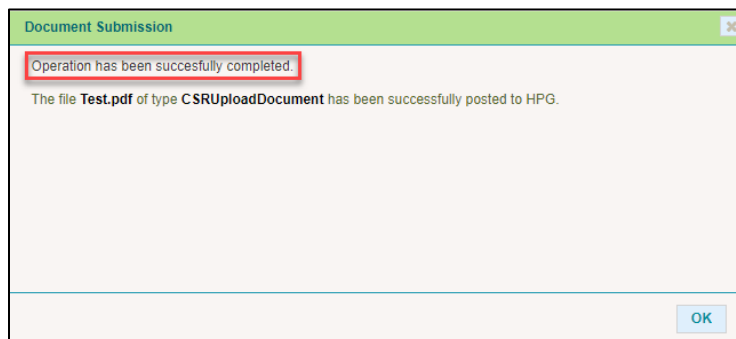 Document Submission
Operation has been succesfully completed.
The file Test.pdf of type CSRUploadDocument has been successfully posted to HPG.
OK